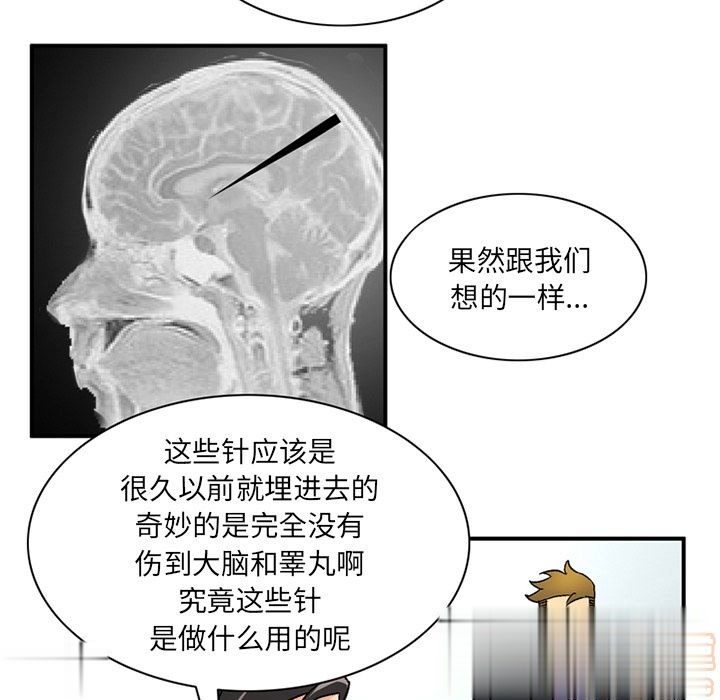 果然跟我们
想的一样...
这些针应该是
很久以前就埋进去的
奇妙的是完全没有
伤到大脑和睾丸啊
究竟这些针
是做什么用的呢